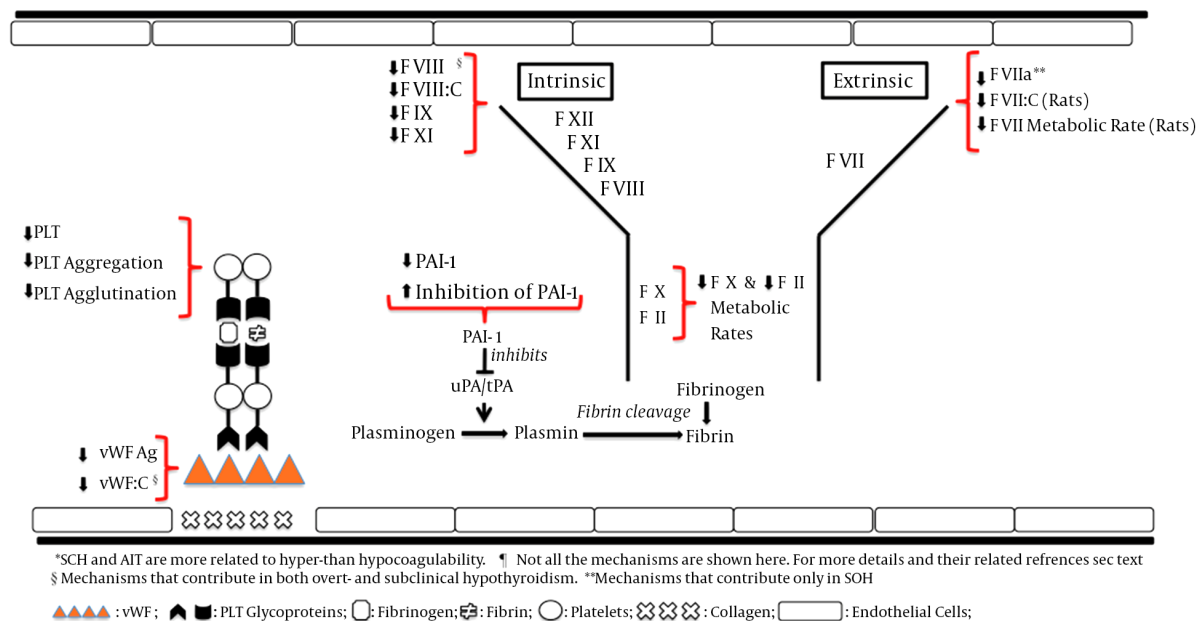 F VIII §
F VIII:C
F IX
F XI
Intrinsic
F XII
F XI
F IX
F VIII
Extrinsic
F VII
F VIIa**
F VII:C (Rats)
F VII Metabolic Rate (Rats)
PLT
PLT Aggregation
PLT Agglutination
PAI-1
Inhibition of PAI-1
PAI-1
inhibits
uPA/tPA
Plasminogen
Plasmin
Fibrin cleavage
Fibrinogen
Fibrin
F X
F II
F X & F II
Metabolic
Rates
vWF Ag
vWF:C §
*SCH and AIT are more related to hyper-than hypocoagulability. ¶ Not all the mechanisms are shown here. For more details and their related refrences sec text
§ Mechanisms that contribute in both overt- and subclinical hypothyroidism. **Mechanisms that contribute only in SOH
: vWF; : PLT Glycoproteins; : Fibrinogen; : Fibrin; : Platelets; : Collagen; : Endothelial Cells;